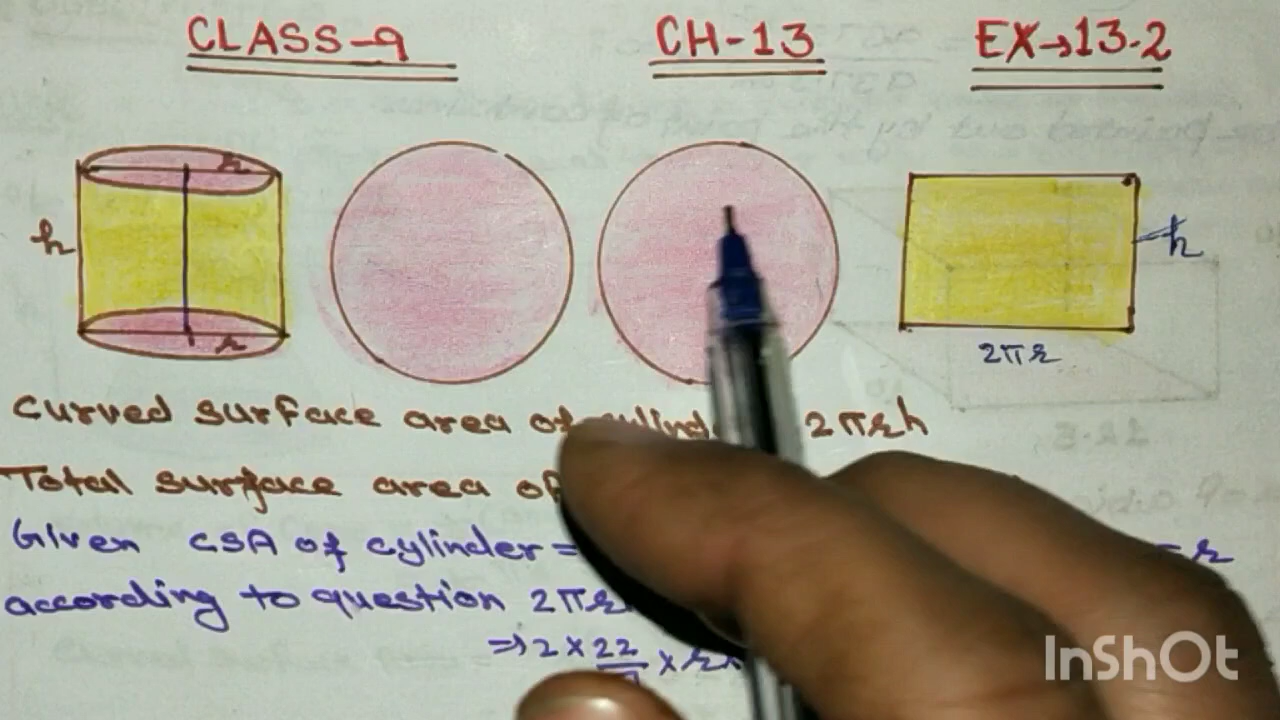 CLASS-9 CH-13 EX→13.2
r
h
r
h
2πr
Curved surface area of 2πrh
Total surface area of
Given CSA of cylinder = = r
according to question 2πr
⇒ 2 × 22 × r
InShOt